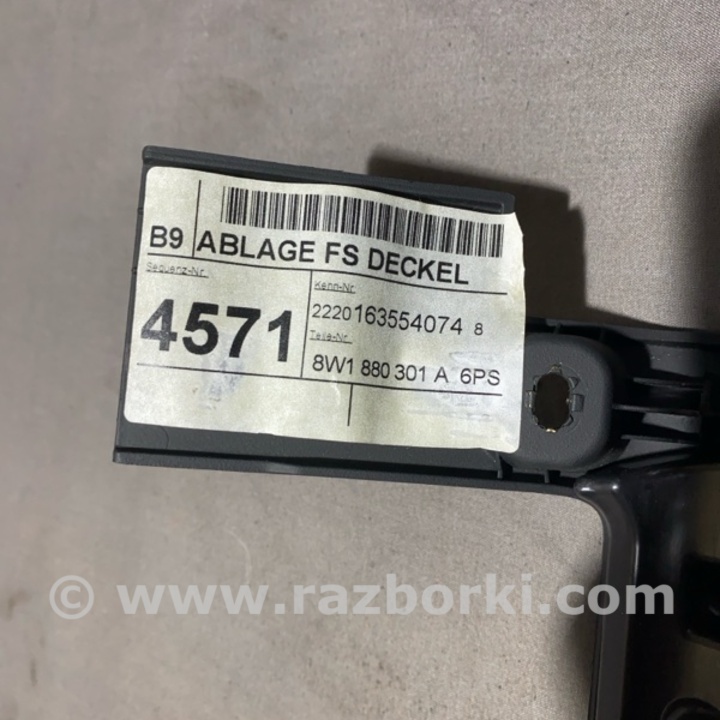 B9 ABLAGE FS DECKEL
Sequenz-Nr.
4571
Kenn-Nr.
2220163554074 8
Teile-Nr.
8W1 880 301 A 6PS
© www.razborki.com